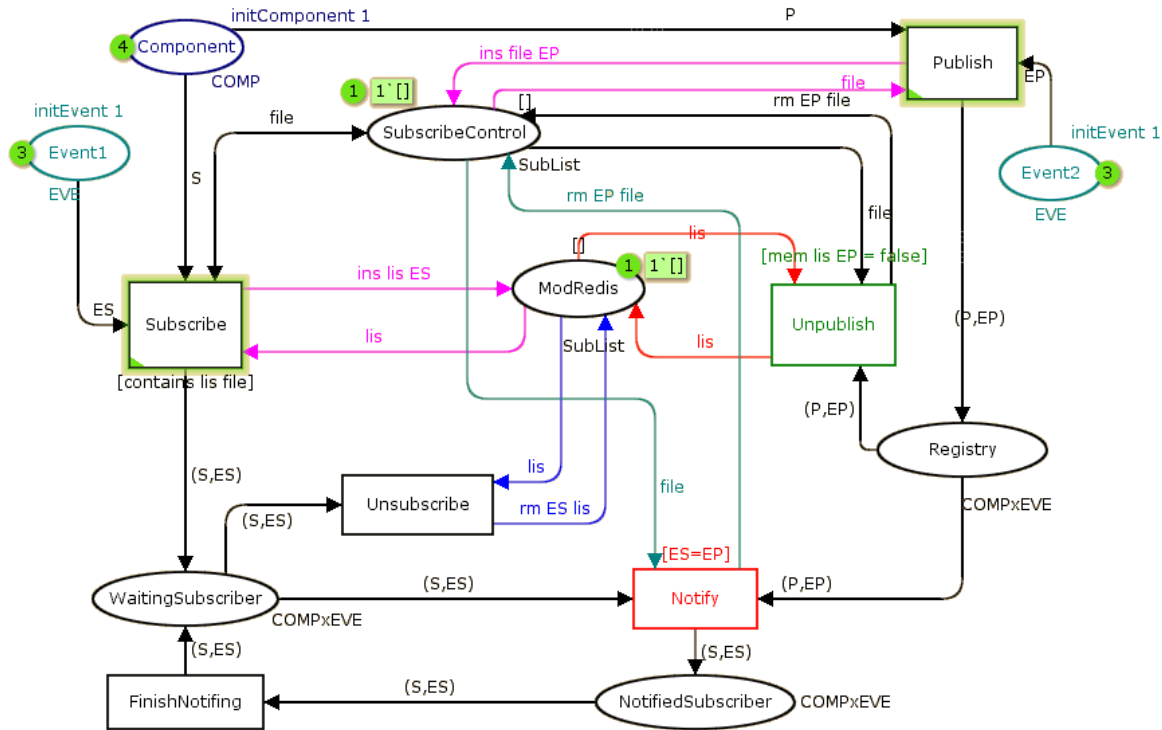 initComponent 1
P
4
Component
ins file EP
Publish
EP
COMP
1
1`[]
[]
file
rm EP file
initEvent 1
file
SubscribeControl
initEvent 1
3
Event1
SubList
Event2
3
EVE
S
rm EP file
file
EVE
[]
lis
[mem lis EP = false]
ins lis ES
1
1`[]
ModRedis
ES
Subscribe
Unpublish
(P,EP)
lis
SubList
lis
[contains lis file]
(P,EP)
Registry
(S,ES)
lis
file
Unsubscribe
COMPxEVE
(S,ES)
rm ES lis
[ES=EP]
(S,ES)
(P,EP)
WaitingSubscriber
Notify
COMPxEVE
(S,ES)
(S,ES)
(S,ES)
FinishNotifing
NotifiedSubscriber
COMPxEVE